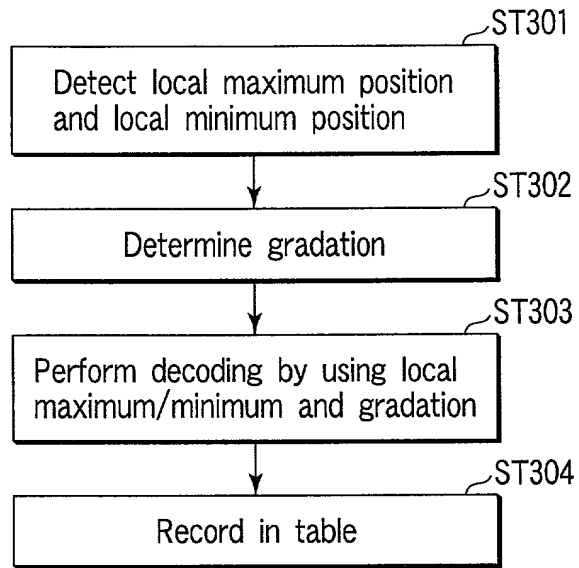 ST301
Detect local maximum position
and local minimum position
ST302
Determine gradation
ST303
Perform decoding by using local
maximum/minimum and gradation
ST304
Record in table